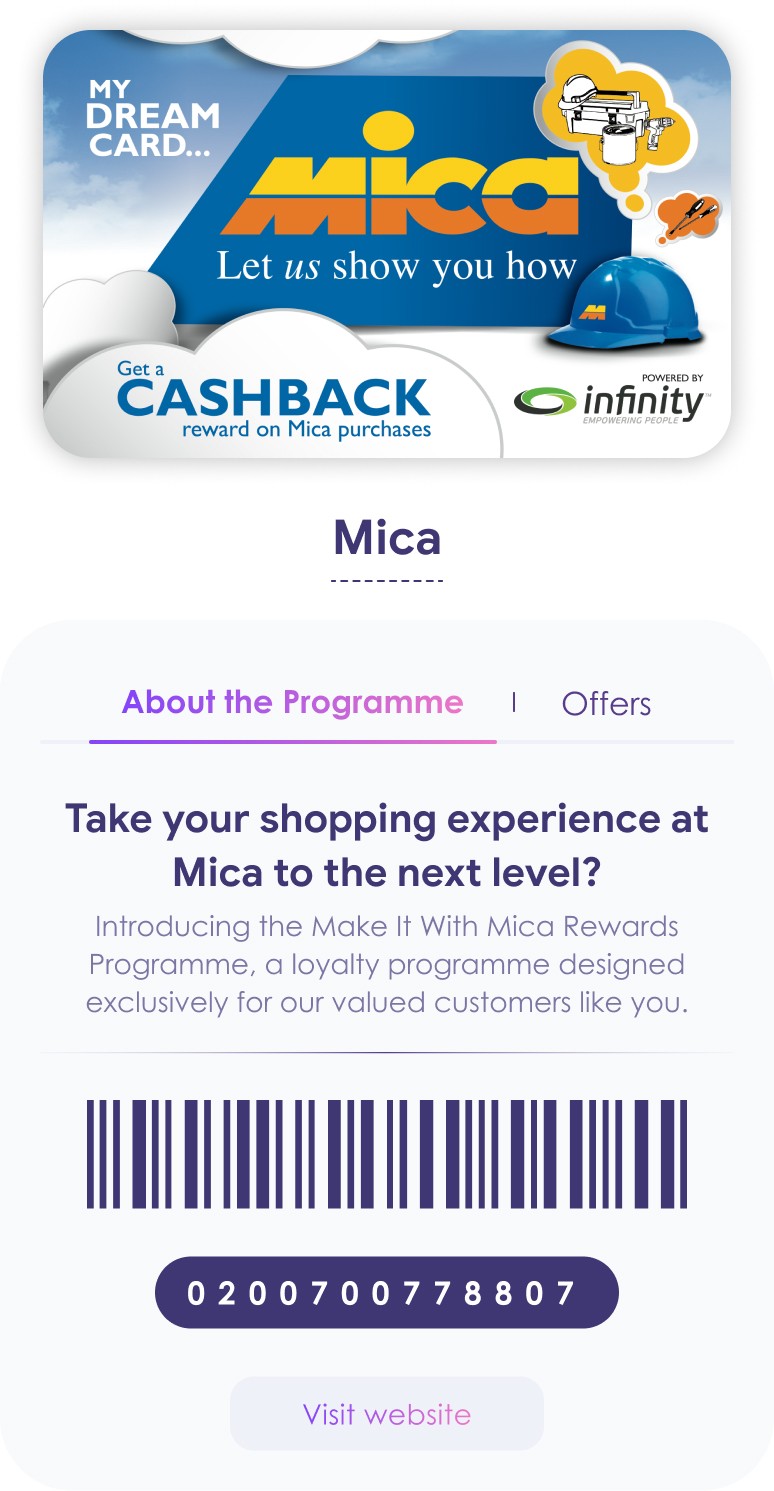 MY
DREAM
CARD...
mica
Let us show you how
Get a
CASHBACK
reward on Mica purchases
POWERED BY
infinity™
EMPOWERING PEOPLE
Mica
About the Programme | Offers
Take your shopping experience at
Mica to the next level?
Introducing the Make It With Mica Rewards
Programme, a loyalty programme designed
exclusively for our valued customers like you.
0200700778807
Visit website